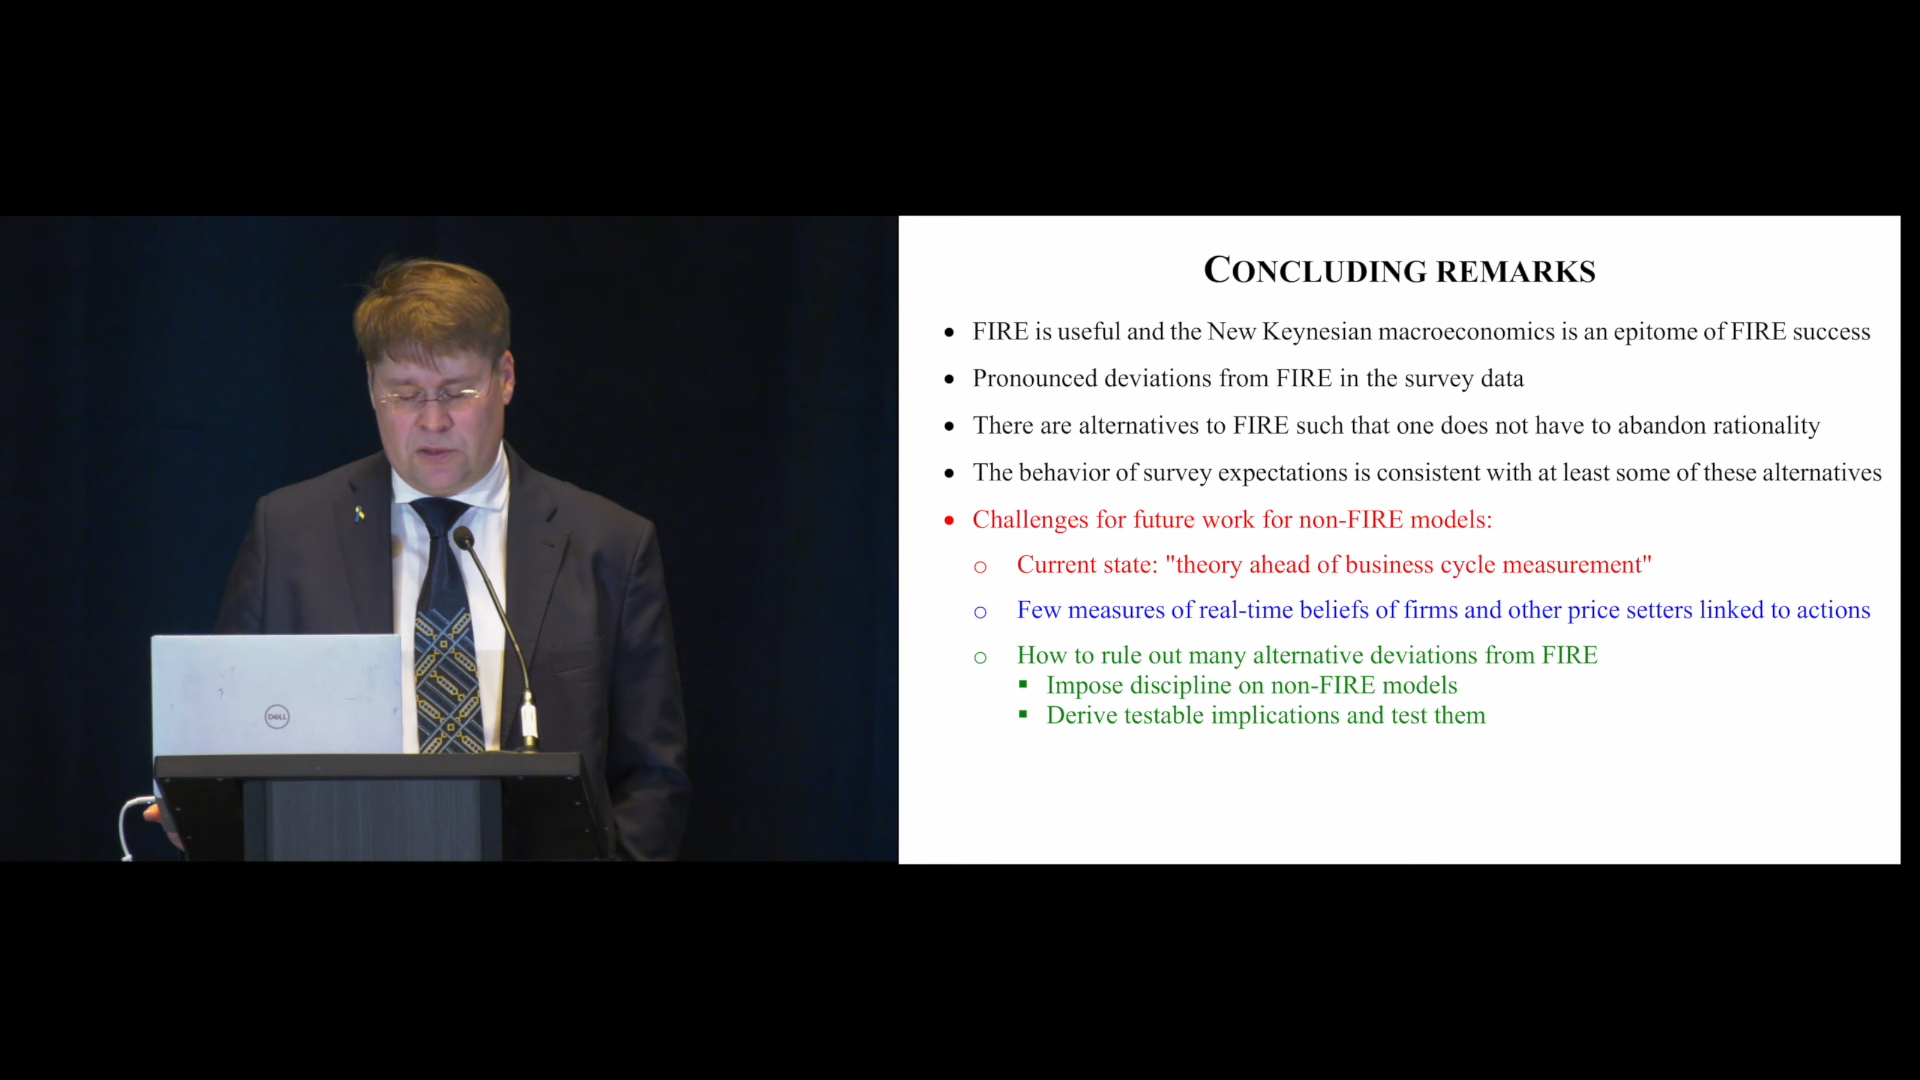 CONCLUDING REMARKS
• FIRE is useful and the New Keynesian macroeconomics is an epitome of FIRE success
• Pronounced deviations from FIRE in the survey data
• There are alternatives to FIRE such that one does not have to abandon rationality
• The behavior of survey expectations is consistent with at least some of these alternatives
• Challenges for future work for non-FIRE models:
o Current state: "theory ahead of business cycle measurement"
o Few measures of real-time beliefs of firms and other price setters linked to actions
o How to rule out many alternative deviations from FIRE
▪ Impose discipline on non-FIRE models
▪ Derive testable implications and test them
DELL